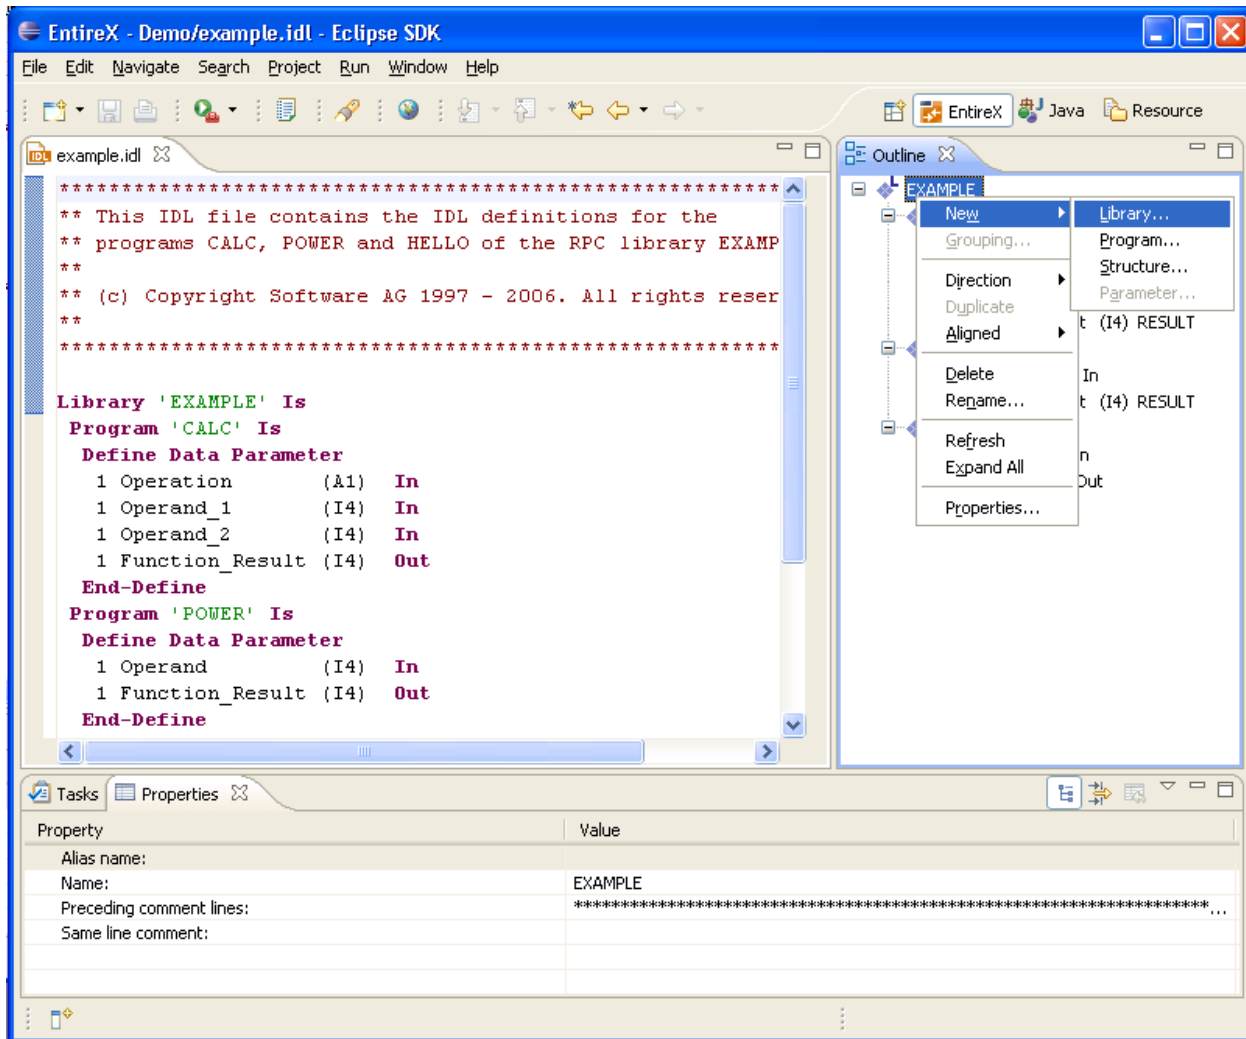 EntireX - Demo/example.idl - Eclipse SDK
File Edit Navigate Search Project Run Window Help
EntireX Java Resource
IDL example.idl
************************************************************
** This IDL file contains the IDL definitions for the
** programs CALC, POWER and HELLO of the RPC library EXAMP
**
** (c) Copyright Software AG 1997 - 2006. All rights reser
**
************************************************************
Library 'EXAMPLE' Is
Program 'CALC' Is
Define Data Parameter
1 Operation (A1) In
1 Operand_1 (I4) In
1 Operand_2 (I4) In
1 Function_Result (I4) Out
End-Define
Program 'POWER' Is
Define Data Parameter
1 Operand (I4) In
1 Function_Result (I4) Out
End-Define
Outline
EXAMPLE
New
Grouping...
Direction
Duplicate
Aligned
Delete
Rename...
Refresh
Expand All
Properties...
Library...
Program...
Structure...
Parameter...
t (I4) RESULT
In
t (I4) RESULT
n
Out
Tasks Properties
Property Value
Alias name:
Name: EXAMPLE
Preceding comment lines: ********************************************************************...
Same line comment: